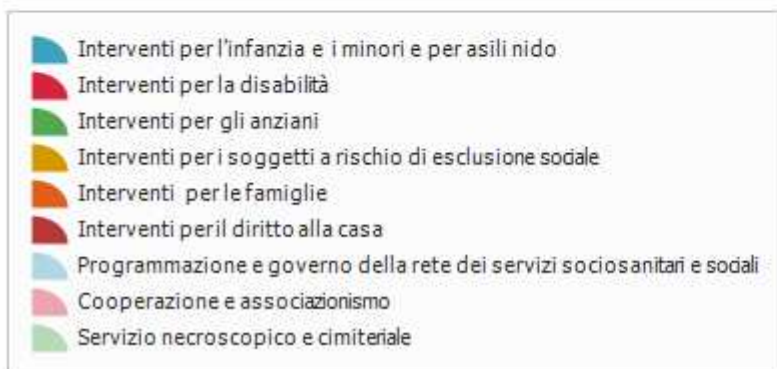 Interventi per l'infanzia e i minori e per asili nido
Interventi per la disabilità
Interventi per gli anziani
Interventi per i soggetti a rischio di esclusione sociale
Interventi per le famiglie
Interventi per il diritto alla casa
Programmazione e governo della rete dei servizi sociosanitari e sociali
Cooperazione e associazionismo
Servizio necroscopico e cimiteriale